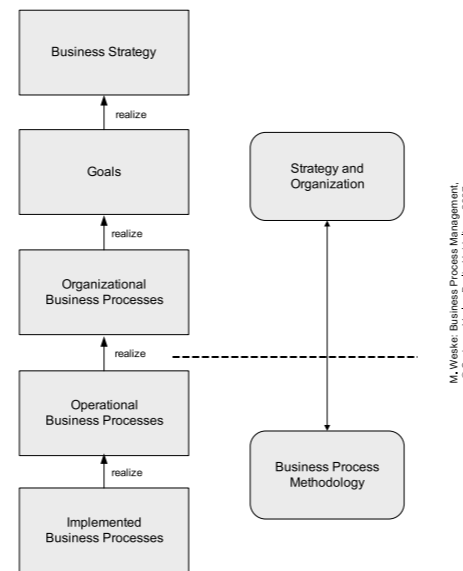 Business Strategy
realize
Goals
Strategy and
Organization
realize
Organizational
Business Processes
realize
Operational
Business Processes
Business Process
Methodology
realize
Implemented
Business Processes
M. Weske: Business Process Management,